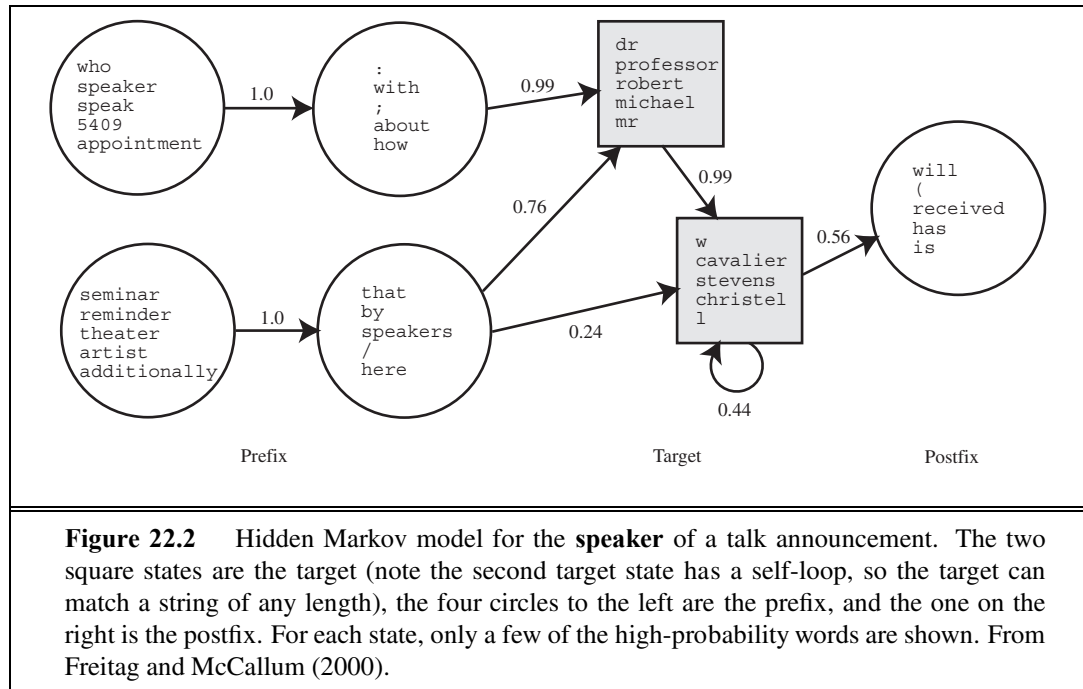 who
speaker
speak
5409
appointment
1.0
:
with
;
about
how
0.99
dr
professor
robert
michael
mr
0.76
0.99
seminar
reminder
theater
artist
additionally
1.0
that
by
speakers
/
here
0.24
w
cavalier
stevens
christel
l
0.44
0.56
will
(
received
has
is
Prefix
Target
Postfix
Figure 22.2 Hidden Markov model for the speaker of a talk announcement. The two
square states are the target (note the second target state has a self-loop, so the target can
match a string of any length), the four circles to the left are the prefix, and the one on the
right is the postfix. For each state, only a few of the high-probability words are shown. From
Freitag and McCallum (2000).